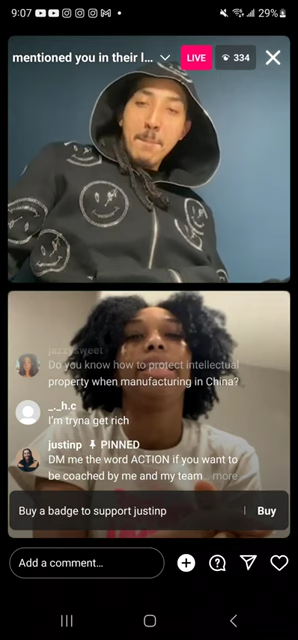 9:07
29%
mentioned you in their l...
LIVE
334
jazzysweet
Do you know how to protect intellectual
property when manufacturing in China?
_._h.c
I'm tryna get rich
justinp PINNED
DM me the word ACTION if you want to
be coached by me and my team... more
Buy a badge to support justinp
Buy
Add a comment...